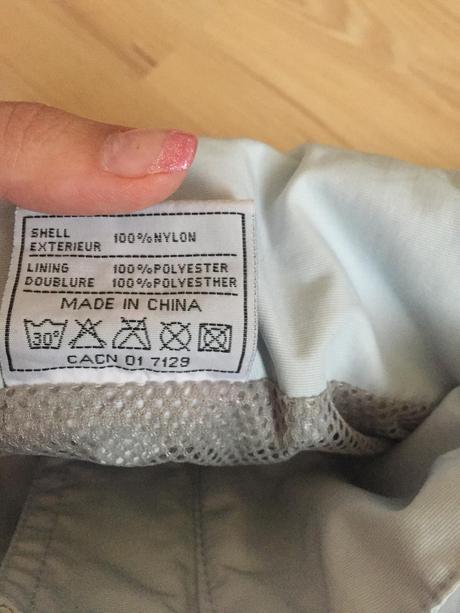 SHELL
EXTERIEUR 100%NYLON
LINING 100%POLYESTER
DOUBLURE 100%POLYESTHER
MADE IN CHINA
30°
CACN 01 7129